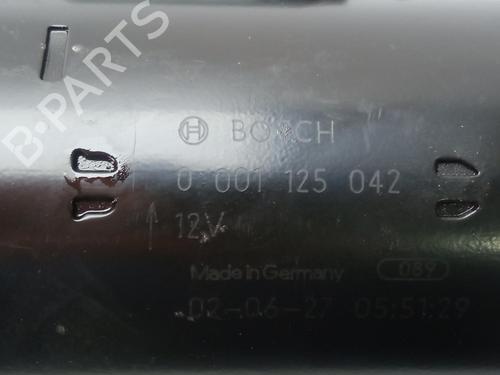 B-PARTS
BOSCH
0 001 125 042
12V
Made in Germany 089
02-06-27 05:51:29